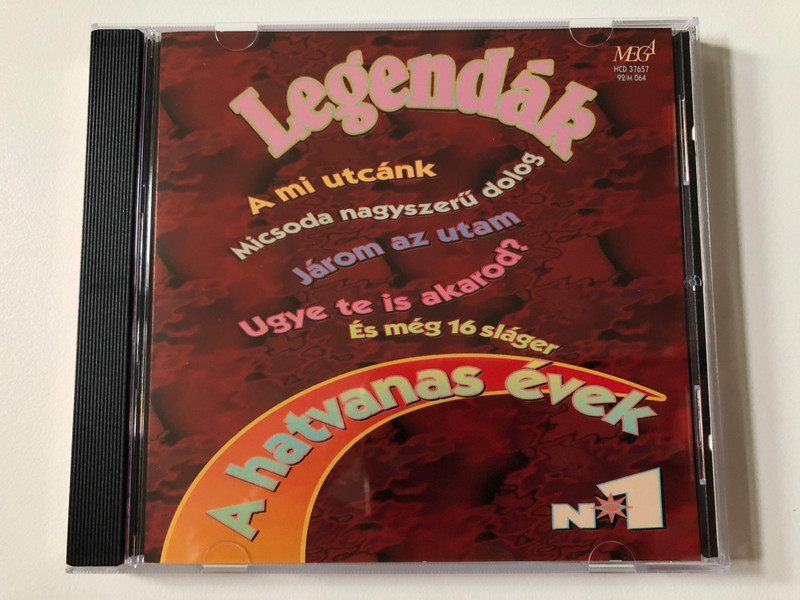 MEGA
HCD 37657
92/M 064
Legendák
A mi utcánk
Micsoda nagyszerű dolog
Járom az utam
Ugye te is akarod?
És még 16 sláger
A hatvanas évek
No1